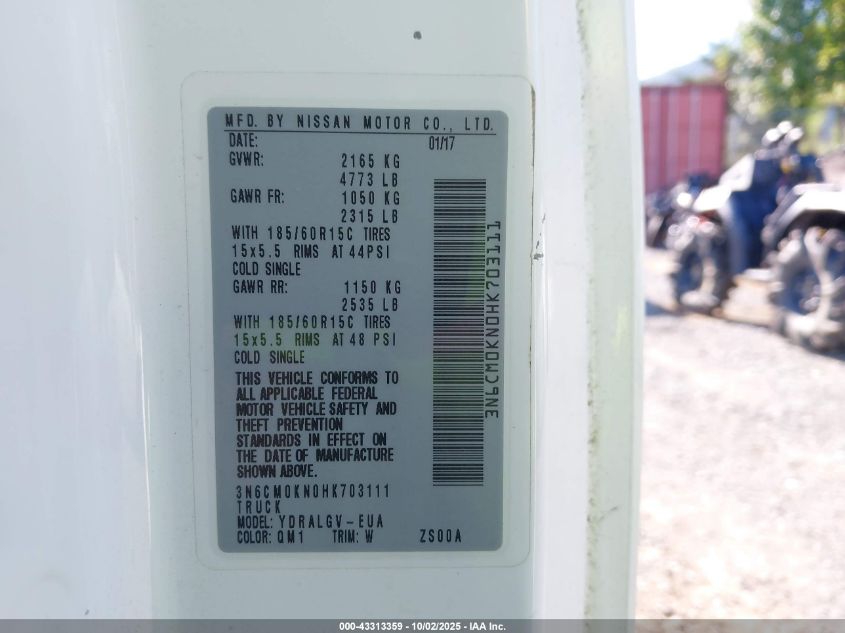 MFD. BY NISSAN MOTOR CO., LTD.
DATE: 01/17
GVWR: 2165 KG
4773 LB
GAWR FR: 1050 KG
2315 LB
WITH 185/60R15C TIRES
15x5.5 RIMS AT 44PSI
COLD SINGLE
GAWR RR: 1150 KG
2535 LB
WITH 185/60R15C TIRES
15x5.5 RIMS AT 48 PSI
COLD SINGLE
THIS VEHICLE CONFORMS TO
ALL APPLICABLE FEDERAL
MOTOR VEHICLE SAFETY AND
THEFT PREVENTION
STANDARDS IN EFFECT ON
THE DATE OF MANUFACTURE
SHOWN ABOVE.
3N6CM0KN0HK703111
TRUCK
MODEL: YDRALGV-EUA
COLOR: QM1 TRIM: W ZS00A
3N6CM0KN0HK703111
000-43313359 - 10/02/2025 - IAA Inc.